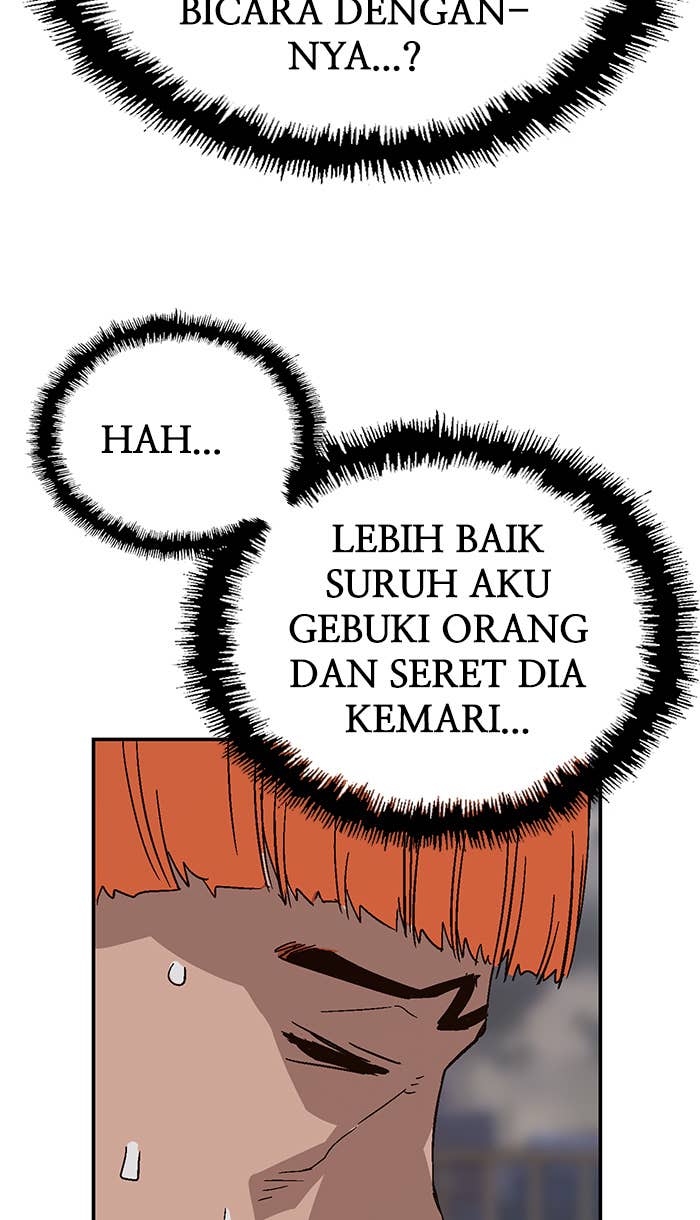 BICARA DENGAN-
NYA...?
HAH...
LEBIH BAIK
SURUH AKU
GEBUKI ORANG
DAN SERET DIA
KEMARI...